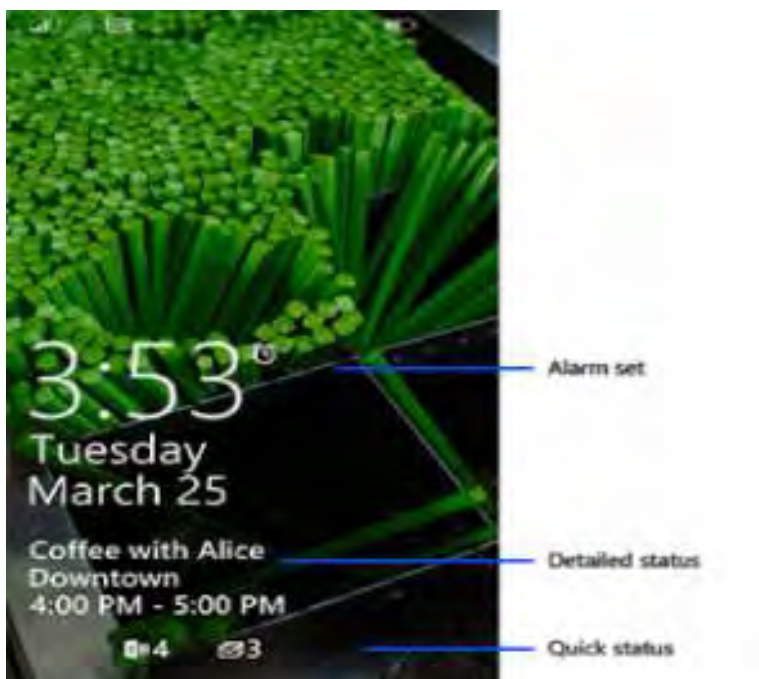 3:53
Alarm set
Tuesday
March 25
Coffee with Alice
Detailed status
Downtown
4:00 PM - 5:00 PM
4 3
Quick status